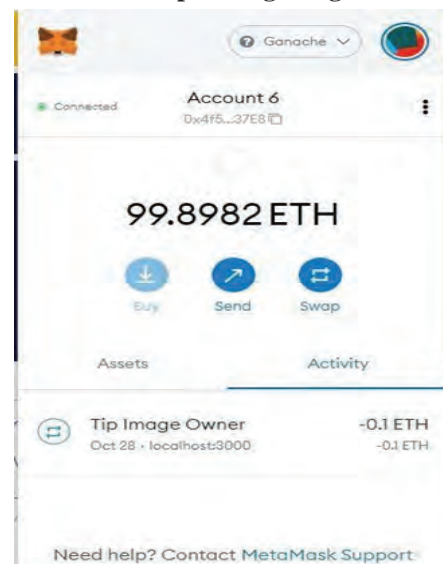 Ganache
Connected
Account 6
0x4f5...37E8
99.8982 ETH
Buy
Send
Swap
Assets
Activity
Tip Image Owner
-0.1 ETH
Oct 28 · localhost:3000
-0.1 ETH
Need help? Contact MetaMask Support